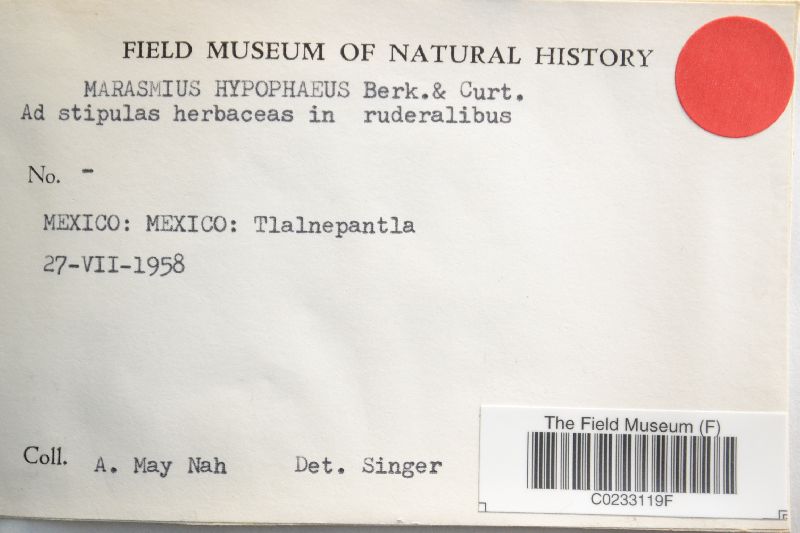 FIELD MUSEUM OF NATURAL HISTORY
MARASMIUS HYPOPHAEUS Berk.& Curt.
Ad stipulas herbaceas in ruderalibus
No. -
MEXICO: MEXICO: Tlalnepantla
27-VII-1958
Coll. A. May Nah Det. Singer
The Field Museum (F)
C0233119F